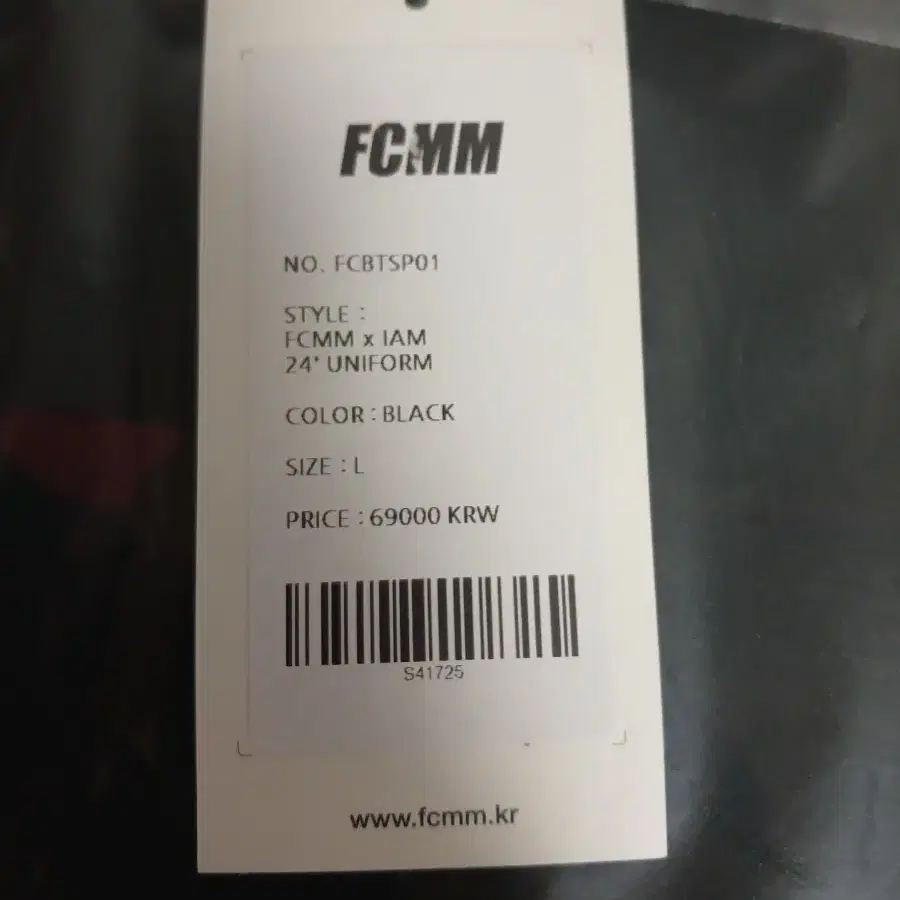 FCMM
NO. FCBTSP01
STYLE :
FCMM x IAM
24' UNIFORM
COLOR : BLACK
SIZE : L
PRICE : 69000 KRW
S41725
www.fcmm.kr